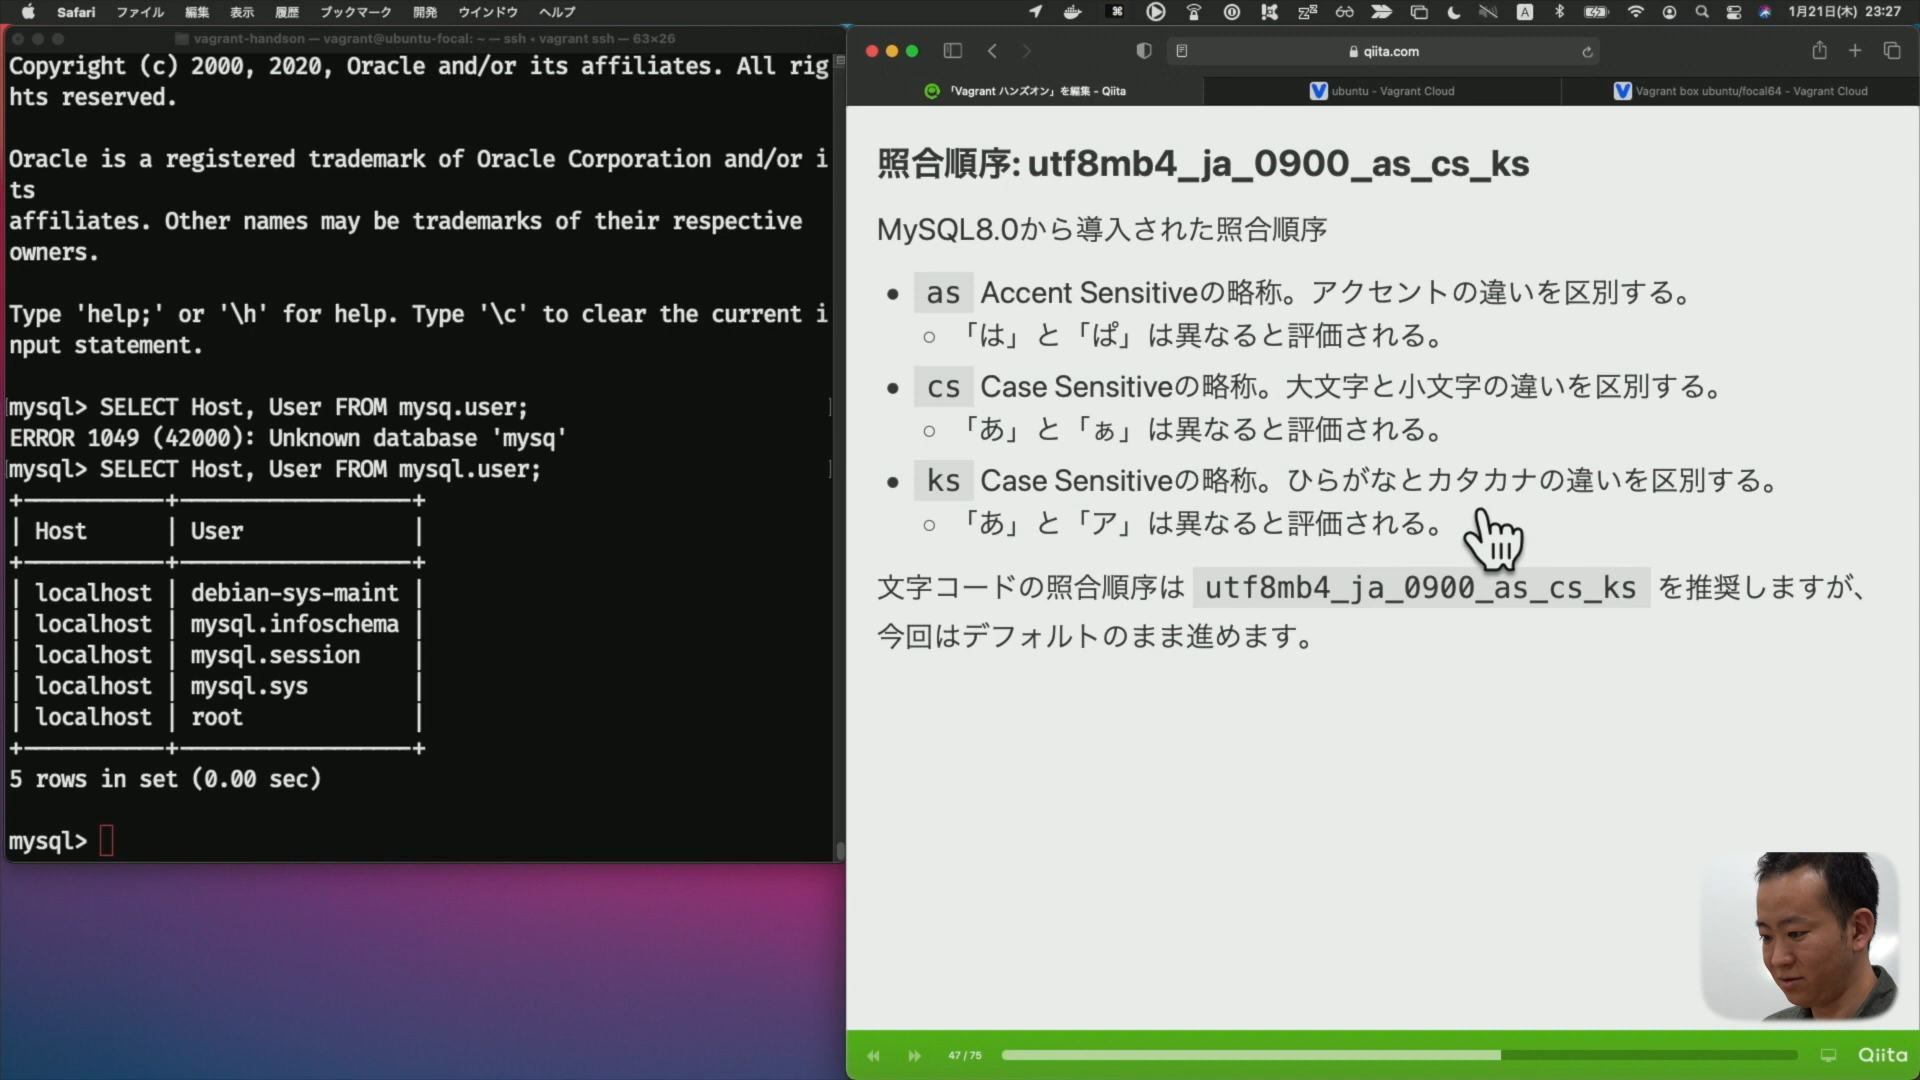 Safari ファイル 編集 表示 履歴 ブックマーク 開発 ウインドウ ヘルプ
1月21日(木) 23:27
vagrant-handson — vagrant@ubuntu-focal: ~ — ssh • vagrant ssh — 63×26
Copyright (c) 2000, 2020, Oracle and/or its affiliates. All rig
hts reserved.
Oracle is a registered trademark of Oracle Corporation and/or i
ts
affiliates. Other names may be trademarks of their respective
owners.
Type 'help;' or '\h' for help. Type '\c' to clear the current i
nput statement.
mysql> SELECT Host, User FROM mysq.user;
ERROR 1049 (42000): Unknown database 'mysq'
mysql> SELECT Host, User FROM mysql.user;
+-----------+------------------+
| Host      | User             |
+-----------+------------------+
| localhost | debian-sys-maint |
| localhost | mysql.infoschema |
| localhost | mysql.session    |
| localhost | mysql.sys        |
| localhost | root             |
+-----------+------------------+
5 rows in set (0.00 sec)
mysql>
qiita.com
「Vagrant ハンズオン」を編集 - Qiita
ubuntu - Vagrant Cloud
Vagrant box ubuntu/focal64 - Vagrant Cloud
照合順序: utf8mb4_ja_0900_as_cs_ks
MySQL8.0から導入された照合順序
• as Accent Sensitiveの略称。アクセントの違いを区別する。
○ 「は」と「ぱ」は異なると評価される。
• cs Case Sensitiveの略称。大文字と小文字の違いを区別する。
○ 「あ」と「ぁ」は異なると評価される。
• ks Case Sensitiveの略称。ひらがなとカタカナの違いを区別する。
○ 「あ」と「ア」は異なると評価される。
文字コードの照合順序は utf8mb4_ja_0900_as_cs_ks を推奨しますが、
今回はデフォルトのまま進めます。
47 / 75
Qiita